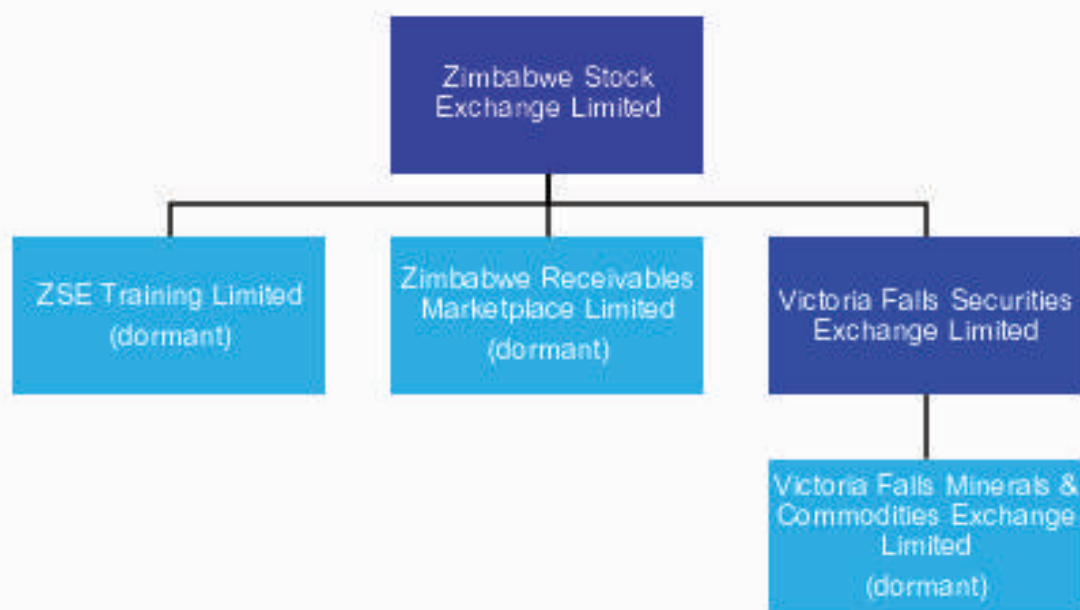 Zimbabwe Stock
Exchange Limited
ZSE Training Limited
(dormant)
Zimbabwe Receivables
Marketplace Limited
(dormant)
Victoria Falls Securities
Exchange Limited
Victoria Falls Minerals &
Commodities Exchange
Limited
(dormant)